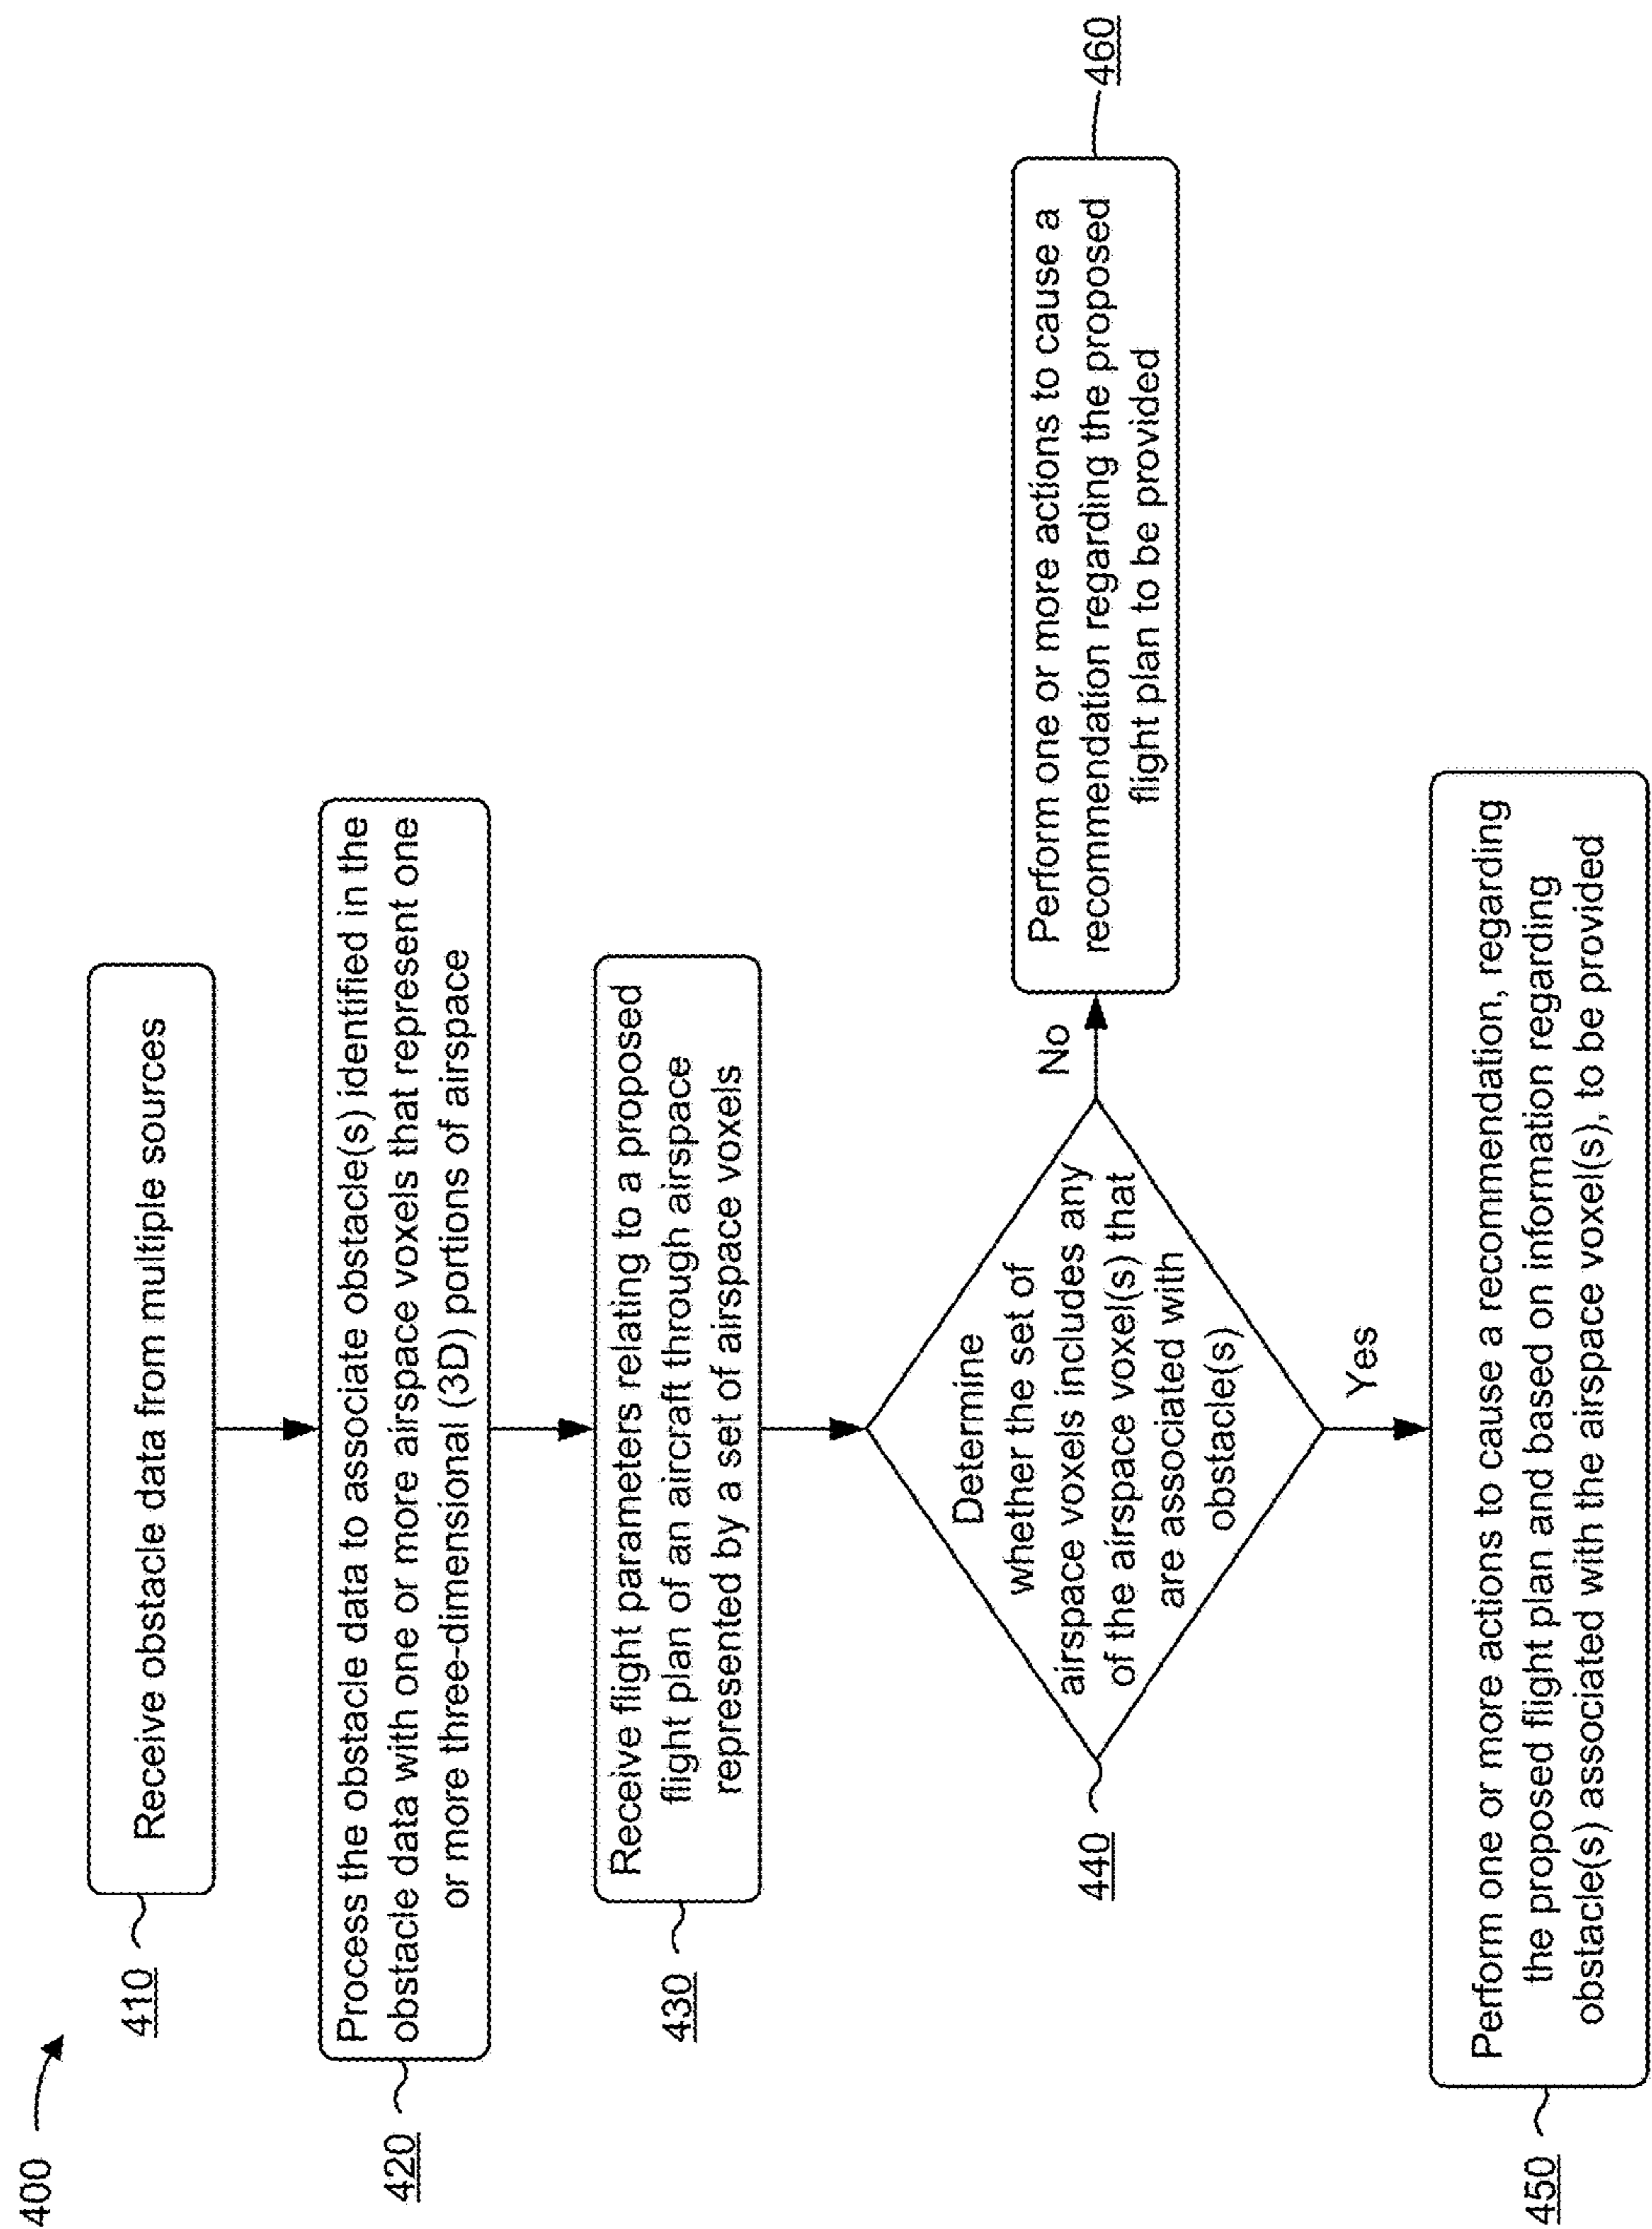 400
410
Receive obstacle data from multiple sources
420
Process the obstacle data to associate obstacle(s) identified in the
obstacle data with one or more airspace voxels that represent one
or more three-dimensional (3D) portions of airspace
430
Receive flight parameters relating to a proposed
flight plan of an aircraft through airspace
represented by a set of airspace voxels
440
Determine
whether the set of
airspace voxels includes any
of the airspace voxel(s) that
are associated with
obstacle(s)
No
460
Perform one or more actions to cause a
recommendation regarding the proposed
flight plan to be provided
Yes
450
Perform one or more actions to cause a recommendation, regarding
the proposed flight plan and based on information regarding
obstacle(s) associated with the airspace voxel(s), to be provided